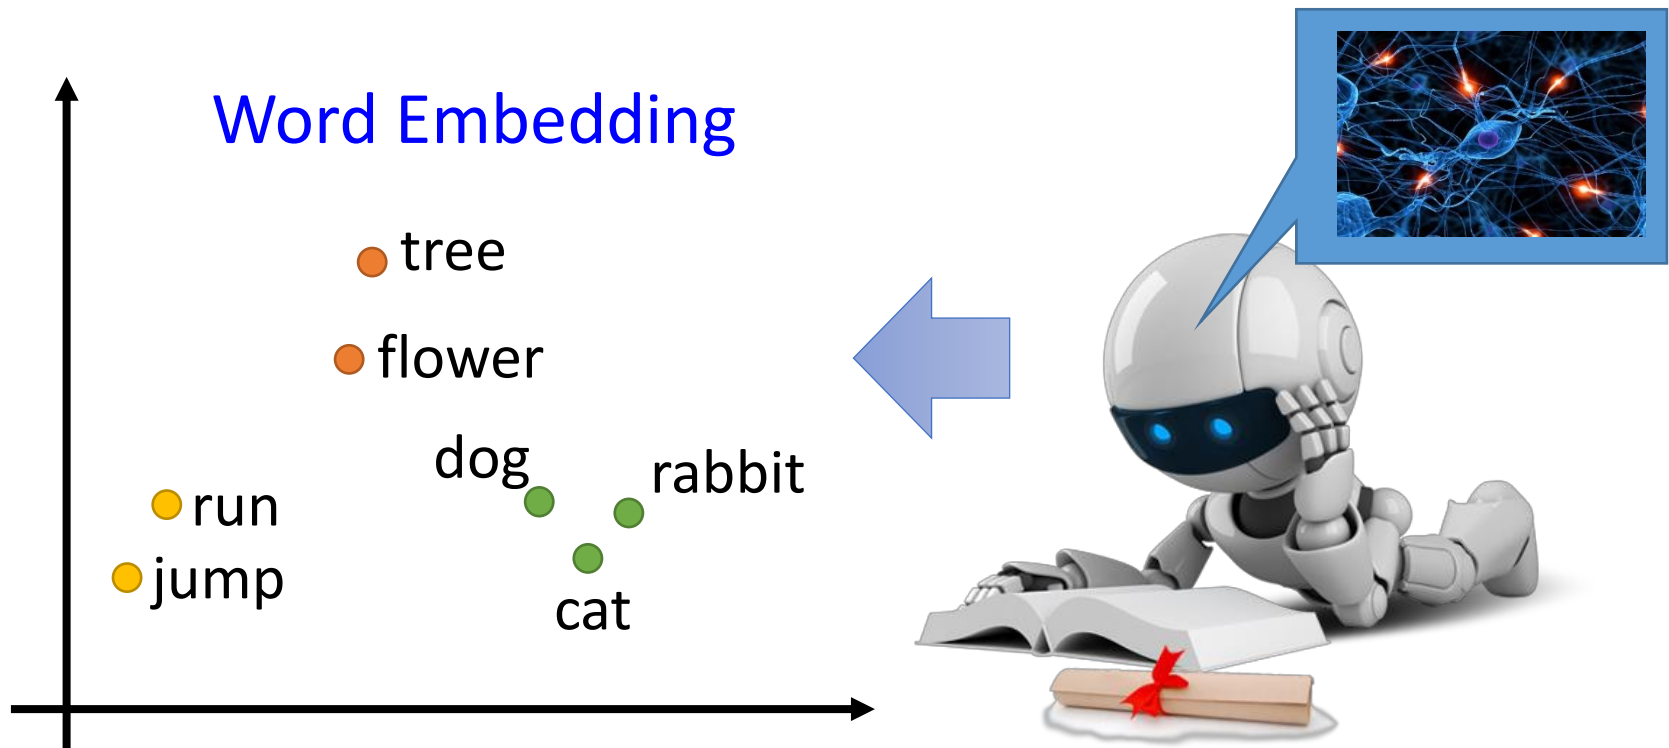 Word Embedding
tree
flower
dog
rabbit
run
jump
cat